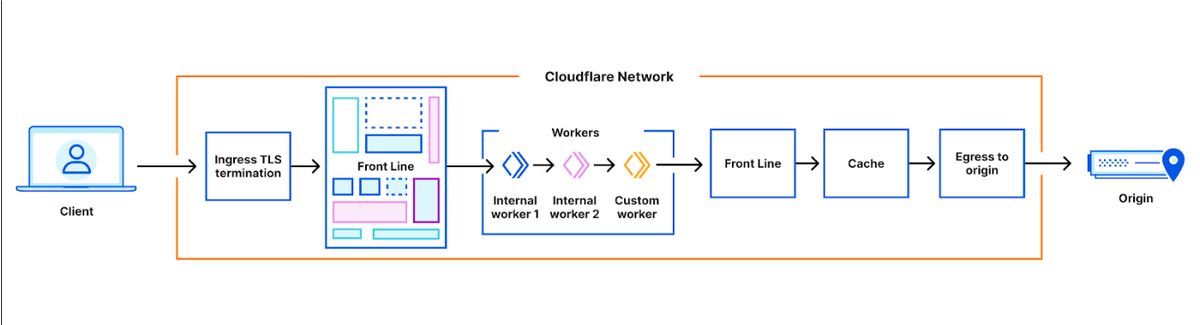 Cloudflare Network
Client
Ingress TLS
termination
Front Line
Workers
Internal
worker 1
Internal
worker 2
Custom
worker
Front Line
Cache
Egress to
origin
Origin